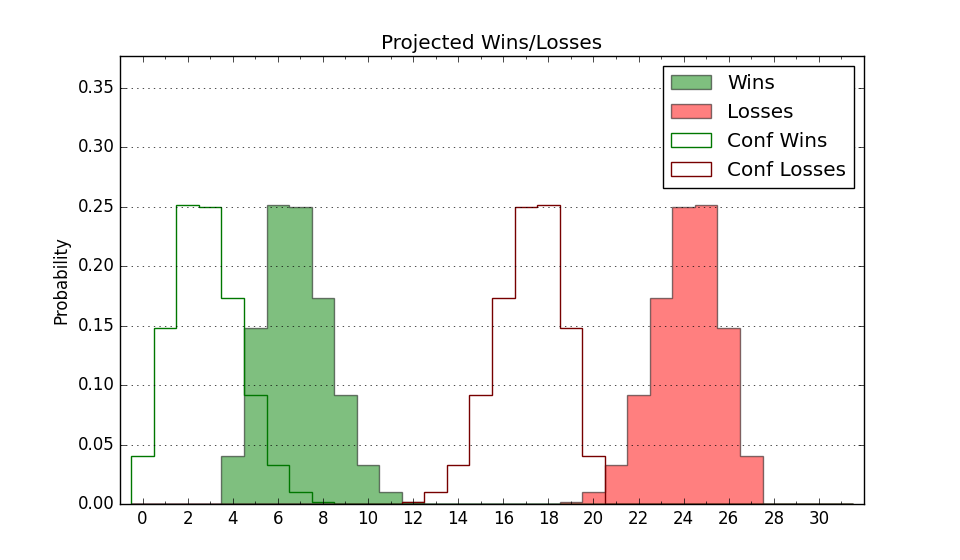 Projected Wins/Losses
Wins
Losses
Conf Wins
Conf Losses
Probability
0.35
0.30
0.25
0.20
0.15
0.10
0.05
0.00
0 2 4 6 8 10 12 14 16 18 20 22 24 26 28 30